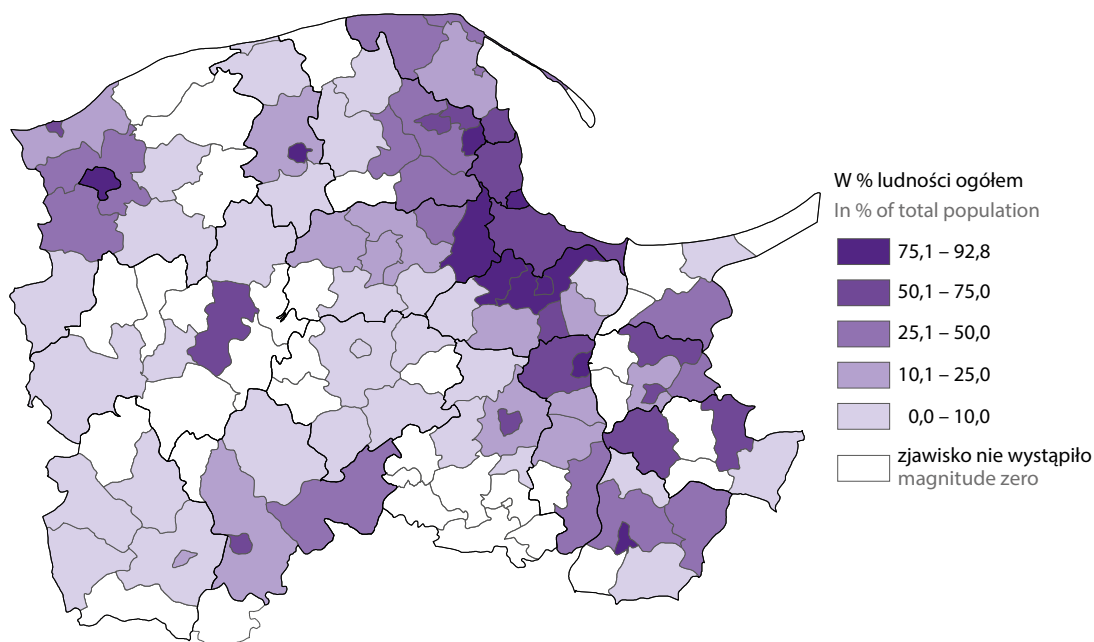 W % ludności ogółem
In % of total population
75,1 – 92,8
50,1 – 75,0
25,1 – 50,0
10,1 – 25,0
0,0 – 10,0
zjawisko nie wystąpiło
magnitude zero